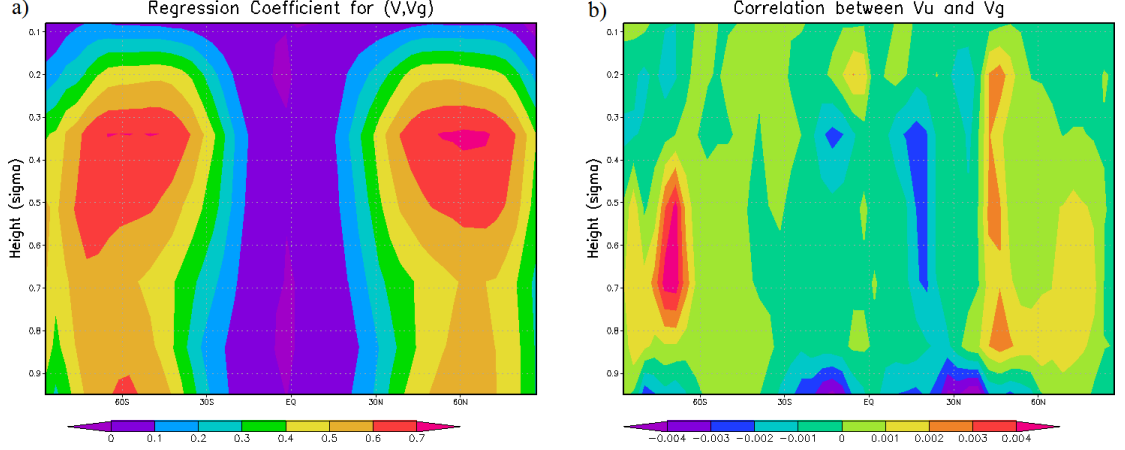 a)
Regression Coefficient for (V,Vg)
Height (sigma)
0.1
0.2
0.3
0.4
0.5
0.6
0.7
0.8
0.9
60S
30S
EQ
30N
60N
0 0.1 0.2 0.3 0.4 0.5 0.6 0.7
b)
Correlation between Vu and Vg
Height (sigma)
0.1
0.2
0.3
0.4
0.5
0.6
0.7
0.8
0.9
60S
30S
EQ
30N
60N
-0.004 -0.003 -0.002 -0.001 0 0.001 0.002 0.003 0.004